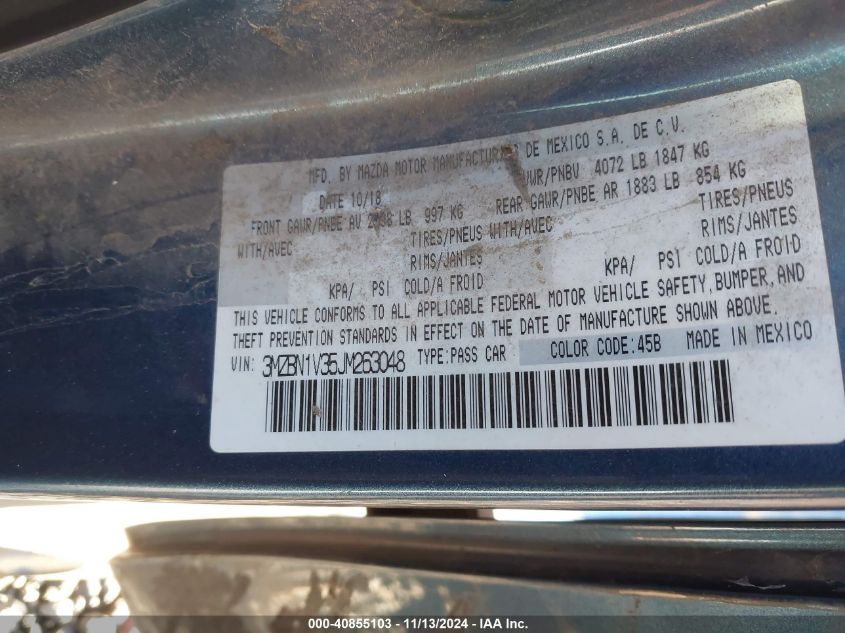 MFD. BY MAZDA MOTOR MANUFACTURING DE MEXICO S.A. DE C.V.
DATE 10/18 GVWR/PNBV 4072 LB 1847 KG
FRONT GAWR/PNBE AV LB 997 KG REAR GAWR/PNBE AR 1883 LB 854 KG
WITH/AVEC TIRES/PNEUS WITH/AVEC TIRES/PNEUS
RIMS/JANTES RIMS/JANTES
KPA/ PSI COLD/A FROID KPA/ PSI COLD/A FROID
THIS VEHICLE CONFORMS TO ALL APPLICABLE FEDERAL MOTOR VEHICLE SAFETY, BUMPER, AND
THEFT PREVENTION STANDARDS IN EFFECT ON THE DATE OF MANUFACTURE SHOWN ABOVE.
VIN: 3MZBN1V35JM263048 TYPE: PASS CAR COLOR CODE: 45B MADE IN MEXICO
000-40855103 - 11/13/2024 - IAA Inc.